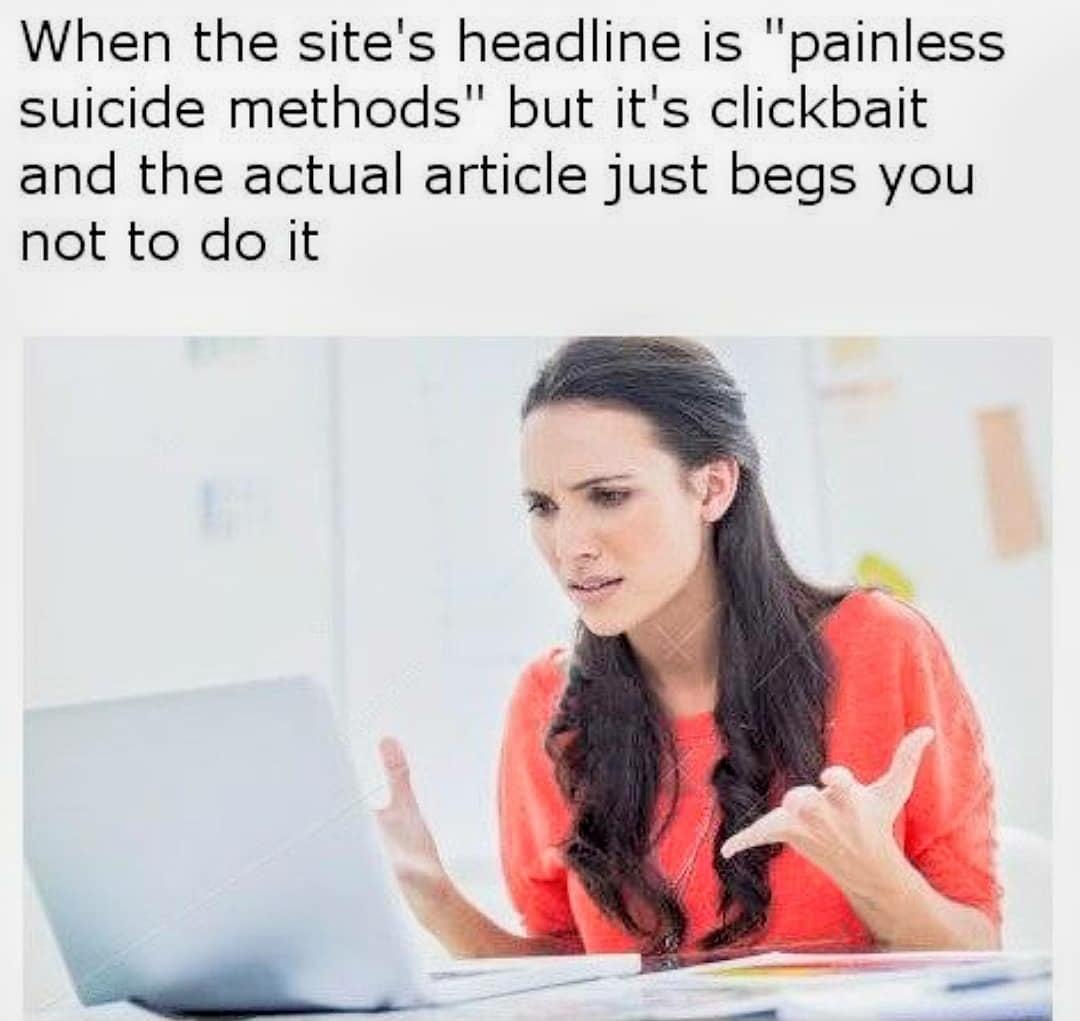 When the site's headline is "painless
suicide methods" but it's clickbait
and the actual article just begs you
not to do it